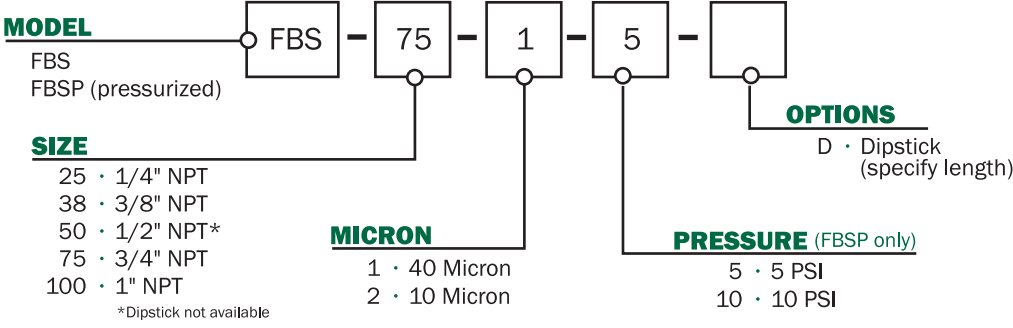 MODEL
FBS - 75 - 1 - 5 -
FBS
FBSP (pressurized)
SIZE
25 · 1/4" NPT
38 · 3/8" NPT
50 · 1/2" NPT*
75 · 3/4" NPT
100 · 1" NPT
*Dipstick not available
MICRON
1 · 40 Micron
2 · 10 Micron
PRESSURE (FBSP only)
5 · 5 PSI
10 · 10 PSI
OPTIONS
D · Dipstick
(specify length)